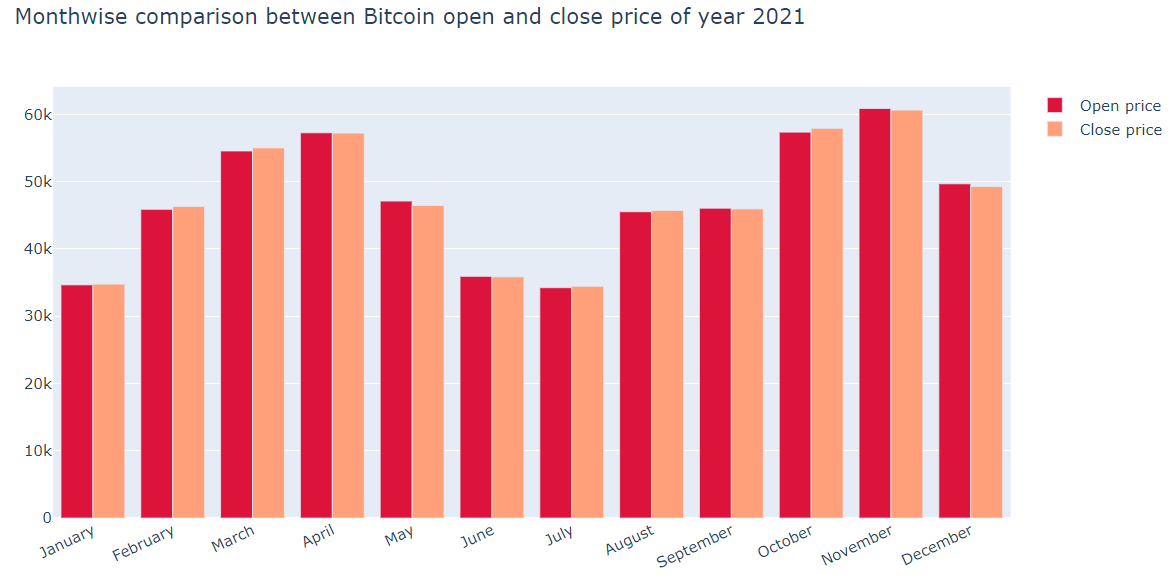 Monthwise comparison between Bitcoin open and close price of year 2021
Open price
Close price
60k
50k
40k
30k
20k
10k
0
January
February
March
April
May
June
July
August
September
October
November
December